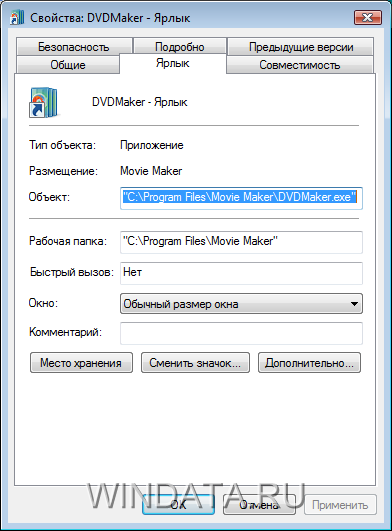 Свойства: DVDMaker - Ярлык
Безопасность Подробно Предыдущие версии
Общие Ярлык Совместимость
DVDMaker - Ярлык
Тип объекта: Приложение
Размещение: Movie Maker
Объект: "C:\Program Files\Movie Maker\DVDMaker.exe"
Рабочая папка: "C:\Program Files\Movie Maker"
Быстрый вызов: Нет
Окно: Обычный размер окна
Комментарий:
Место хранения Сменить значок... Дополнительно...
OK Отмена Применить
WINDATA.RU